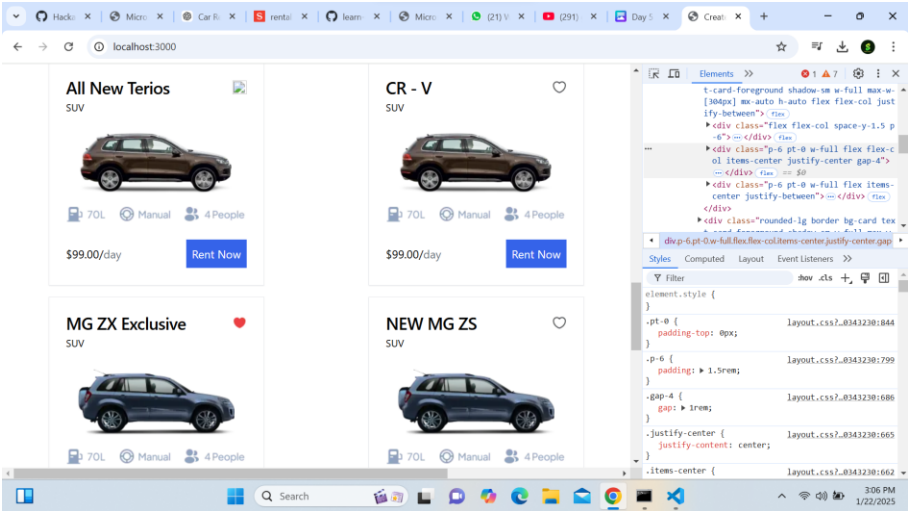 Hacka
Micro
Car R
rental
learn
Micro
(21) V
(291)
Day 5
Creat
localhost:3000
All New Terios
SUV
70L Manual 4 People
$99.00/day
Rent Now
CR - V
SUV
70L Manual 4 People
$99.00/day
Rent Now
MG ZX Exclusive
SUV
70L Manual 4 People
NEW MG ZS
SUV
70L Manual 4 People
Elements
1 7
t-card-foreground shadow-sm w-full max-w-
[304px] mx-auto h-auto flex flex-col just
ify-between"> flex
<div class="flex flex-col space-y-1.5 p
-6"> … </div> flex
<div class="p-6 pt-0 w-full flex flex-c
ol items-center justify-center gap-4">
… </div> flex == $0
<div class="p-6 pt-0 w-full flex items-
center justify-between"> … </div> flex
</div>
<div class="rounded-lg border bg-card tex
div.p-6.pt-0.w-full.flex.flex-col.items-center.justify-center.gap
Styles Computed Layout Event Listeners
Filter :hov .cls
element.style {
}
.pt-0 { layout.css?…0343230:844
padding-top: 0px;
}
.p-6 { layout.css?…0343230:799
padding: 1.5rem;
}
.gap-4 { layout.css?…0343230:686
gap: 1rem;
}
.justify-center { layout.css?…0343230:665
justify-content: center;
}
.items-center { layout.css?…0343230:662
Search
3:06 PM
1/22/2025